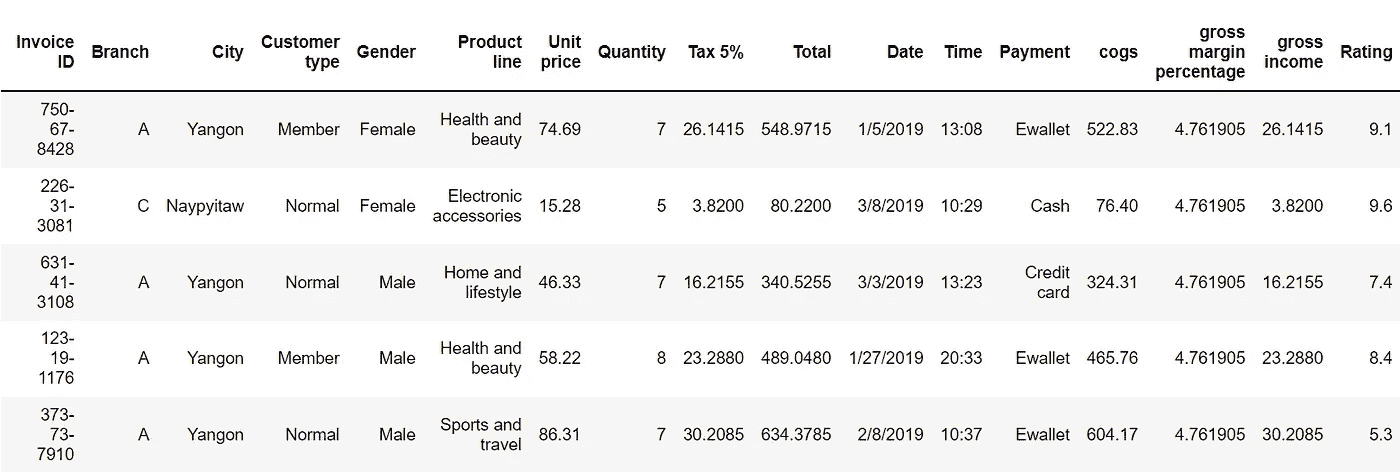 Invoice ID Branch City Customer type Gender Product line Unit price Quantity Tax 5% Total Date Time Payment cogs gross margin percentage gross income Rating
750-67-8428 A Yangon Member Female Health and beauty 74.69 7 26.1415 548.9715 1/5/2019 13:08 Ewallet 522.83 4.761905 26.1415 9.1
226-31-3081 C Naypyitaw Normal Female Electronic accessories 15.28 5 3.8200 80.2200 3/8/2019 10:29 Cash 76.40 4.761905 3.8200 9.6
631-41-3108 A Yangon Normal Male Home and lifestyle 46.33 7 16.2155 340.5255 3/3/2019 13:23 Credit card 324.31 4.761905 16.2155 7.4
123-19-1176 A Yangon Member Male Health and beauty 58.22 8 23.2880 489.0480 1/27/2019 20:33 Ewallet 465.76 4.761905 23.2880 8.4
373-73-7910 A Yangon Normal Male Sports and travel 86.31 7 30.2085 634.3785 2/8/2019 10:37 Ewallet 604.17 4.761905 30.2085 5.3